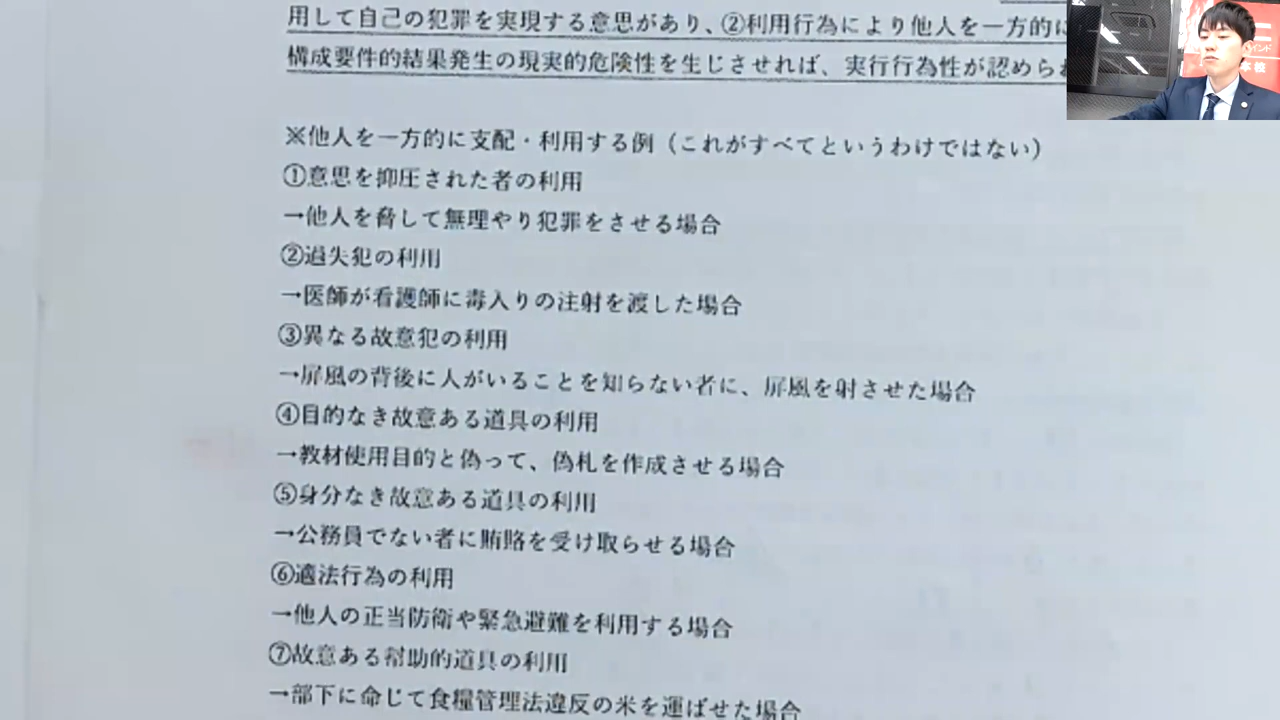 用して自己の犯罪を実現する意思があり、②利用行為により他人を一方的に
構成要件的結果発生の現実的危険性を生じさせれば、実行行為性が認めら
※他人を一方的に支配・利用する例（これがすべてというわけではない）
①意思を抑圧された者の利用
→他人を脅して無理やり犯罪をさせる場合
②過失犯の利用
→医師が看護師に毒入りの注射を渡した場合
③異なる故意犯の利用
→屏風の背後に人がいることを知らない者に、屏風を射させた場合
④目的なき故意ある道具の利用
→教材使用目的と偽って、偽札を作成させる場合
⑤身分なき故意ある道具の利用
→公務員でない者に賄賂を受け取らせる場合
⑥適法行為の利用
→他人の正当防衛や緊急避難を利用する場合
⑦故意ある幇助的道具の利用
→部下に命じて食糧管理法違反の米を運ばせた場合
本校